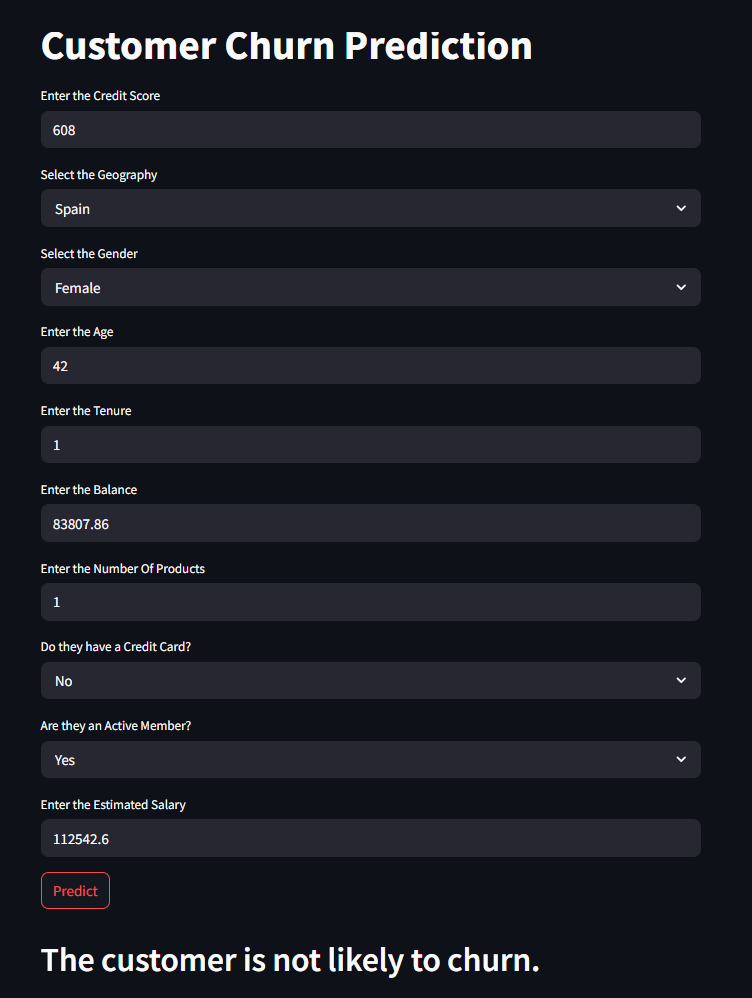 Customer Churn Prediction
Enter the Credit Score
608
Select the Geography
Spain
Select the Gender
Female
Enter the Age
42
Enter the Tenure
1
Enter the Balance
83807.86
Enter the Number Of Products
1
Do they have a Credit Card?
No
Are they an Active Member?
Yes
Enter the Estimated Salary
112542.6
Predict
The customer is not likely to churn.